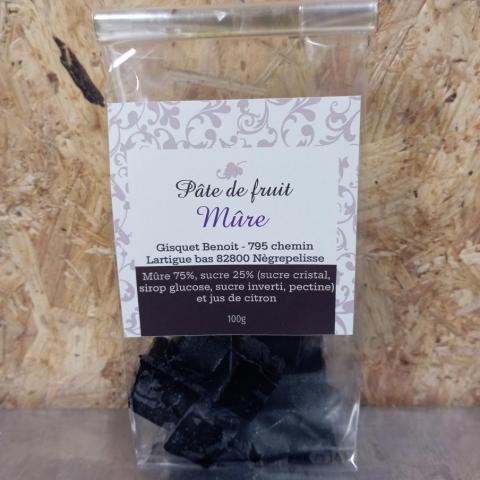 Pâte de fruit
Mûre
Gisquet Benoit - 795 chemin
Lartigue bas 82800 Nègrepelisse
Mûre 75%, sucre 25% (sucre cristal,
sirop glucose, sucre inverti, pectine)
et jus de citron
100g